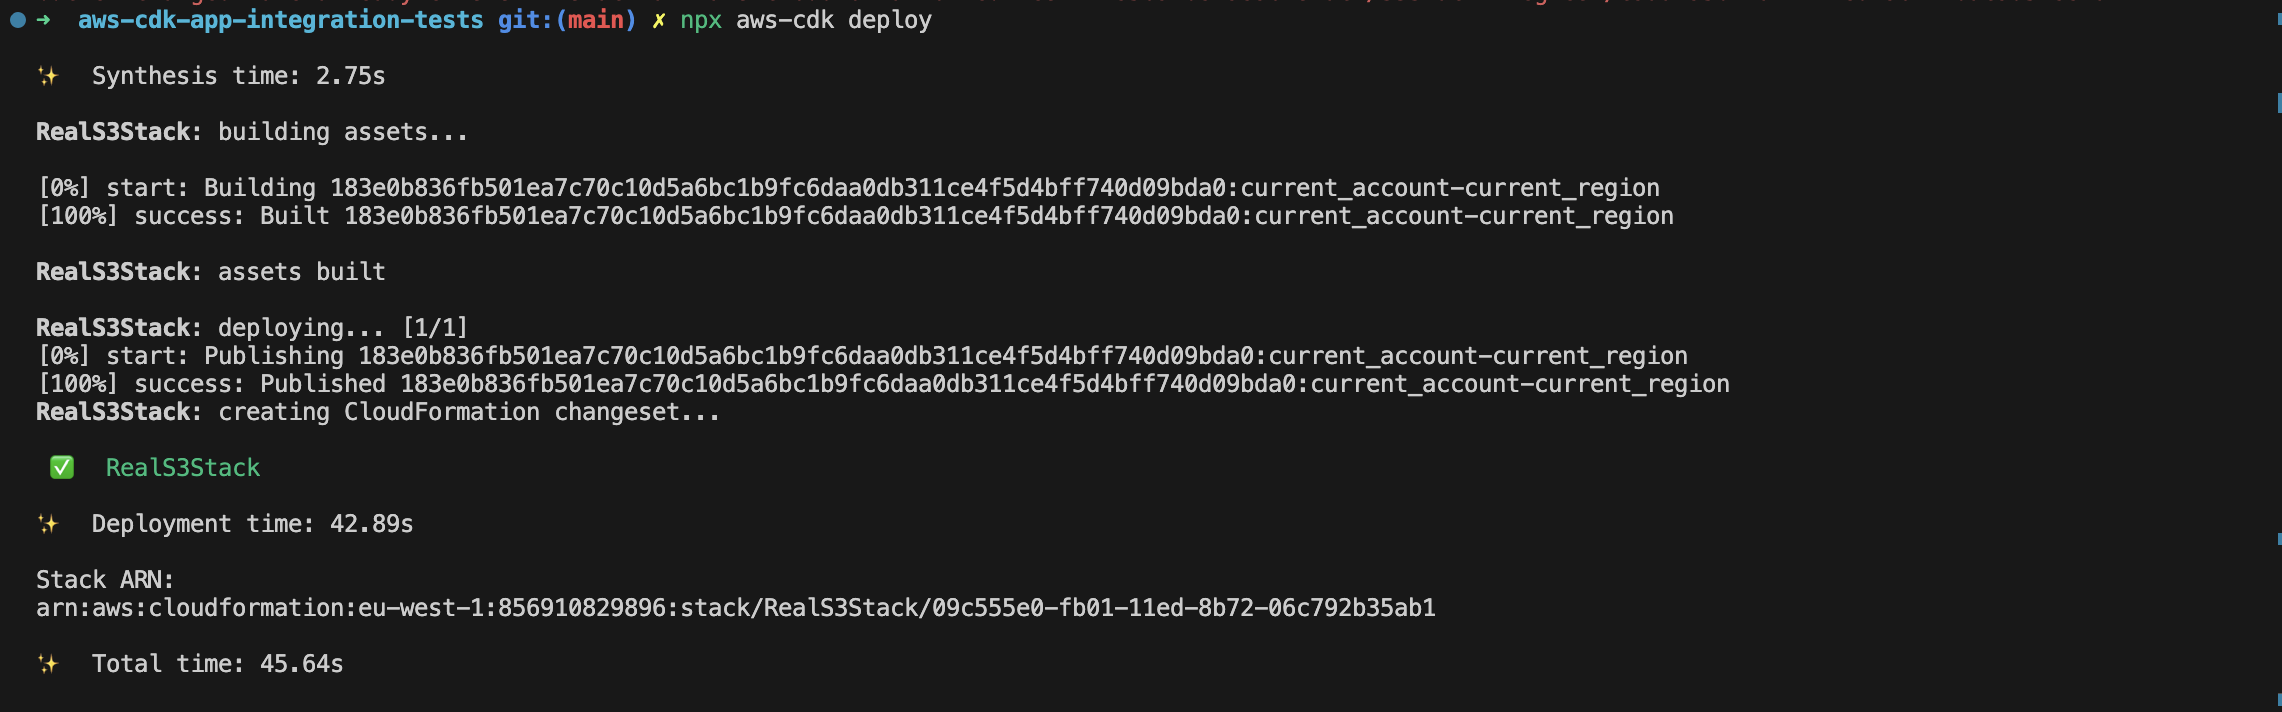 ➜ aws-cdk-app-integration-tests git:(main) ✗ npx aws-cdk deploy
✨ Synthesis time: 2.75s
RealS3Stack: building assets...
[0%] start: Building 183e0b836fb501ea7c70c10d5a6bc1b9fc6daa0db311ce4f5d4bff740d09bda0:current_account-current_region
[100%] success: Built 183e0b836fb501ea7c70c10d5a6bc1b9fc6daa0db311ce4f5d4bff740d09bda0:current_account-current_region
RealS3Stack: assets built
RealS3Stack: deploying... [1/1]
[0%] start: Publishing 183e0b836fb501ea7c70c10d5a6bc1b9fc6daa0db311ce4f5d4bff740d09bda0:current_account-current_region
[100%] success: Published 183e0b836fb501ea7c70c10d5a6bc1b9fc6daa0db311ce4f5d4bff740d09bda0:current_account-current_region
RealS3Stack: creating CloudFormation changeset...
✅ RealS3Stack
✨ Deployment time: 42.89s
Stack ARN:
arn:aws:cloudformation:eu-west-1:856910829896:stack/RealS3Stack/09c555e0-fb01-11ed-8b72-06c792b35ab1
✨ Total time: 45.64s